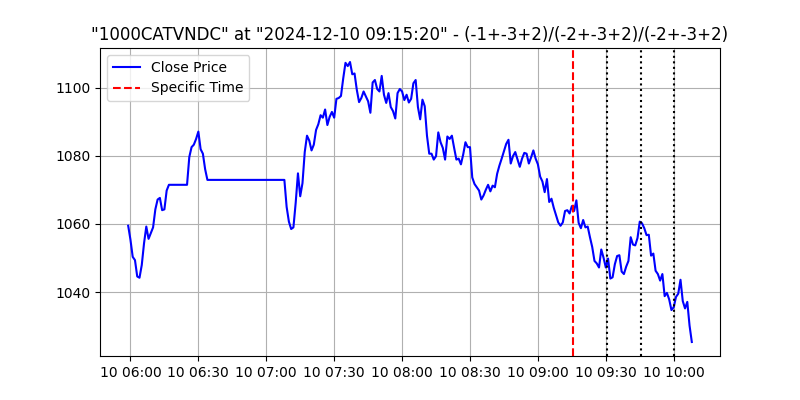 "1000CATVNDC" at "2024-12-10 09:15:20" - (-1+-3+2)/(-2+-3+2)/(-2+-3+2)
Close Price
Specific Time
1100
1080
1060
1040
10 06:00 10 06:30 10 07:00 10 07:30 10 08:00 10 08:30 10 09:00 10 09:30 10 10:00